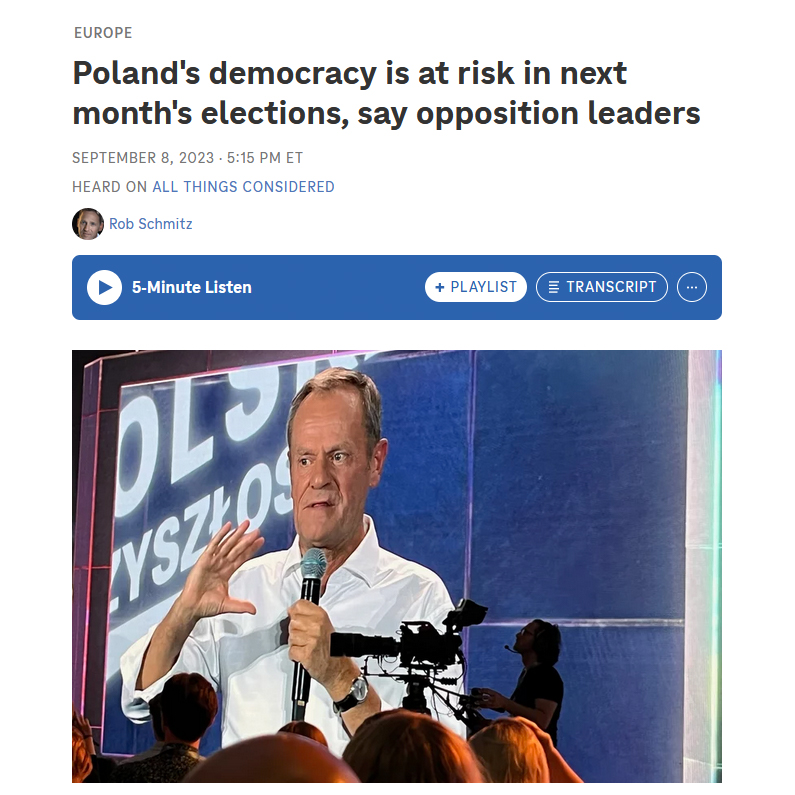 EUROPE
Poland's democracy is at risk in next
month's elections, say opposition leaders
SEPTEMBER 8, 2023 · 5:15 PM ET
HEARD ON ALL THINGS CONSIDERED
Rob Schmitz
5-Minute Listen
+ PLAYLIST
TRANSCRIPT
OLSK
ZYSZŁOŚ